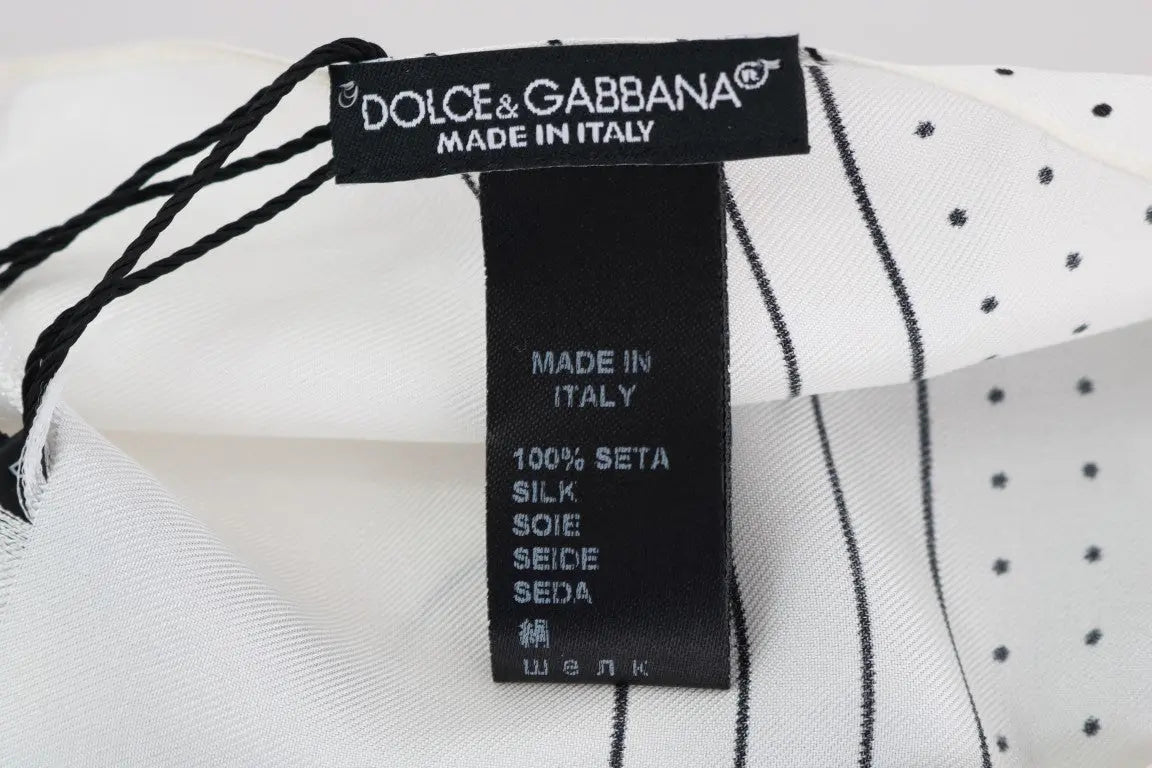 DOLCE&GABBANA®
MADE IN ITALY
MADE IN
ITALY
100% SETA
SILK
SOIE
SEIDE
SEDA
絹
шелк